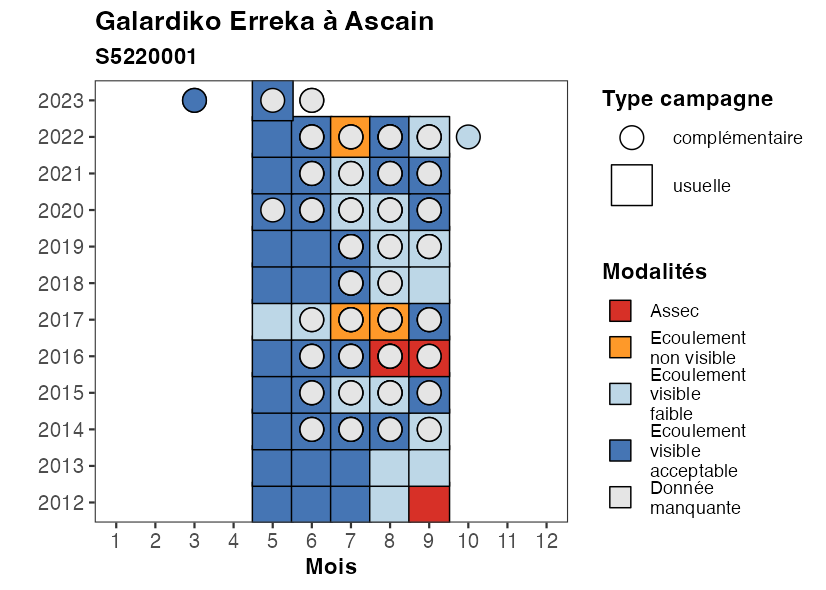 Galardiko Erreka à Ascain
S5220001
2023
2022
2021
2020
2019
2018
2017
2016
2015
2014
2013
2012
1 2 3 4 5 6 7 8 9 10 11 12
Mois
Type campagne
complémentaire
usuelle
Modalités
Assec
Ecoulement
non visible
Ecoulement
visible
faible
Ecoulement
visible
acceptable
Donnée
manquante